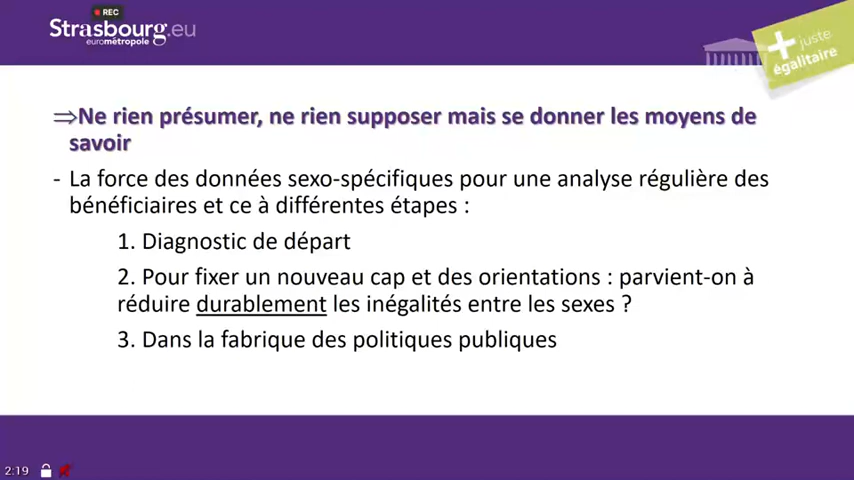 REC
Strasbourg.eu
eurométropole
+ juste
égalitaire
⇒Ne rien présumer, ne rien supposer mais se donner les moyens de
savoir
- La force des données sexo-spécifiques pour une analyse régulière des
bénéficiaires et ce à différentes étapes :
1. Diagnostic de départ
2. Pour fixer un nouveau cap et des orientations : parvient-on à
réduire durablement les inégalités entre les sexes ?
3. Dans la fabrique des politiques publiques
2:19